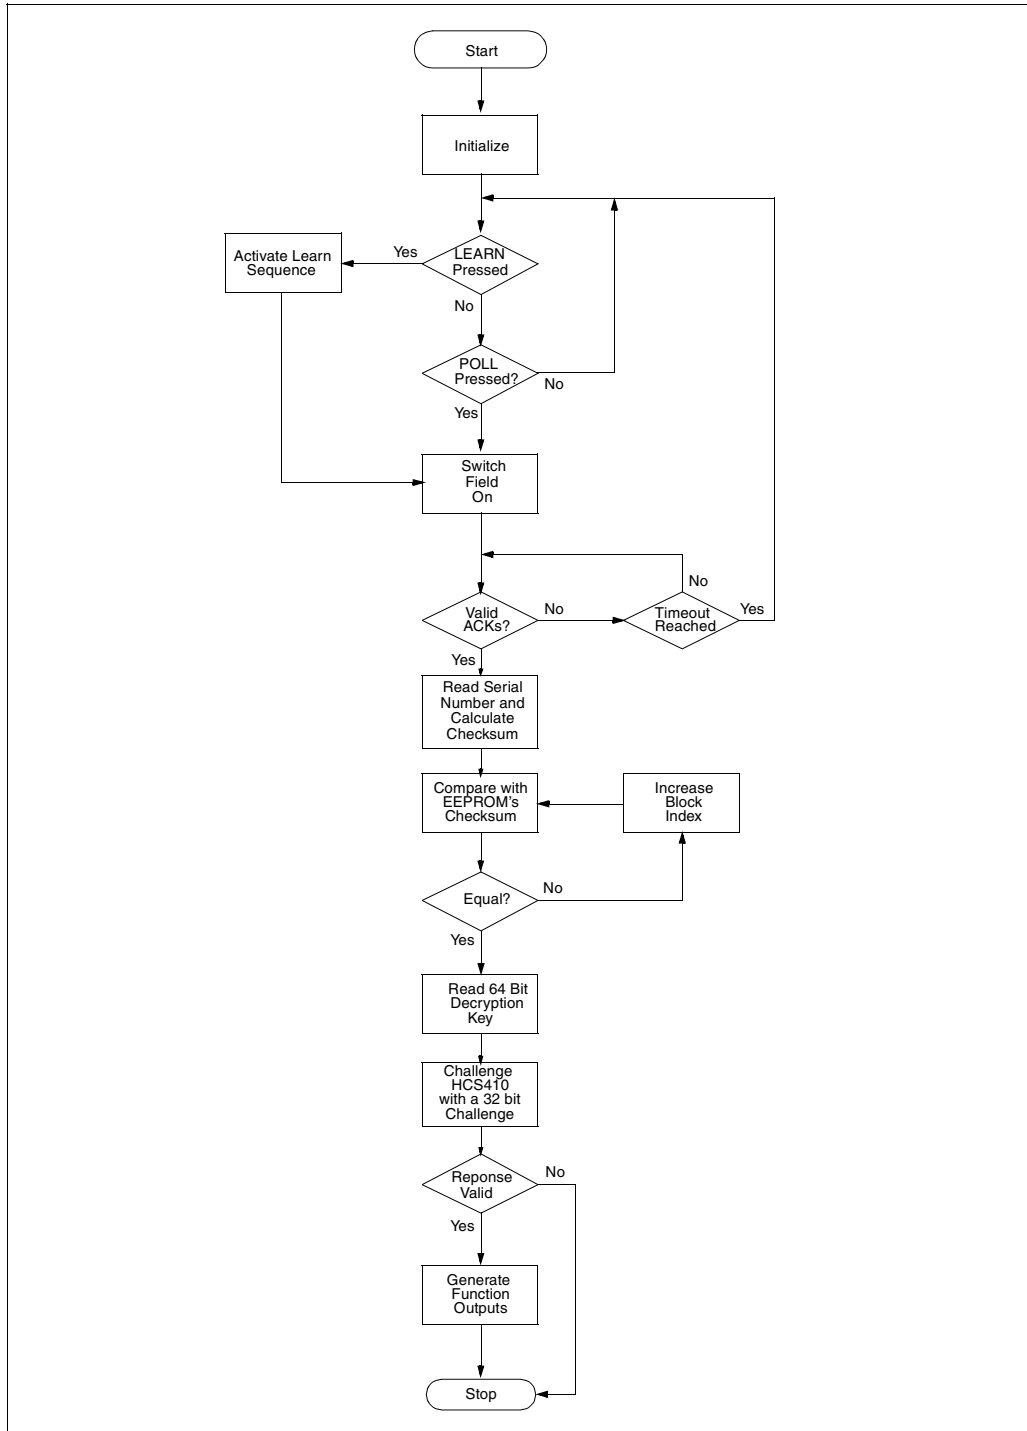 Start
Initialize
Activate Learn
Sequence
Yes
LEARN
Pressed
No
POLL
Pressed?
No
Yes
Switch
Field
On
No
Valid
ACKs?
No
Timeout
Reached
Yes
Yes
Read Serial
Number and
Calculate
Checksum
Compare with
EEPROM's
Checksum
Increase
Block
Index
Equal?
No
Yes
Read 64 Bit
Decryption
Key
Challenge
HCS410
with a 32 bit
Challenge
Reponse
Valid
No
Yes
Generate
Function
Outputs
Stop